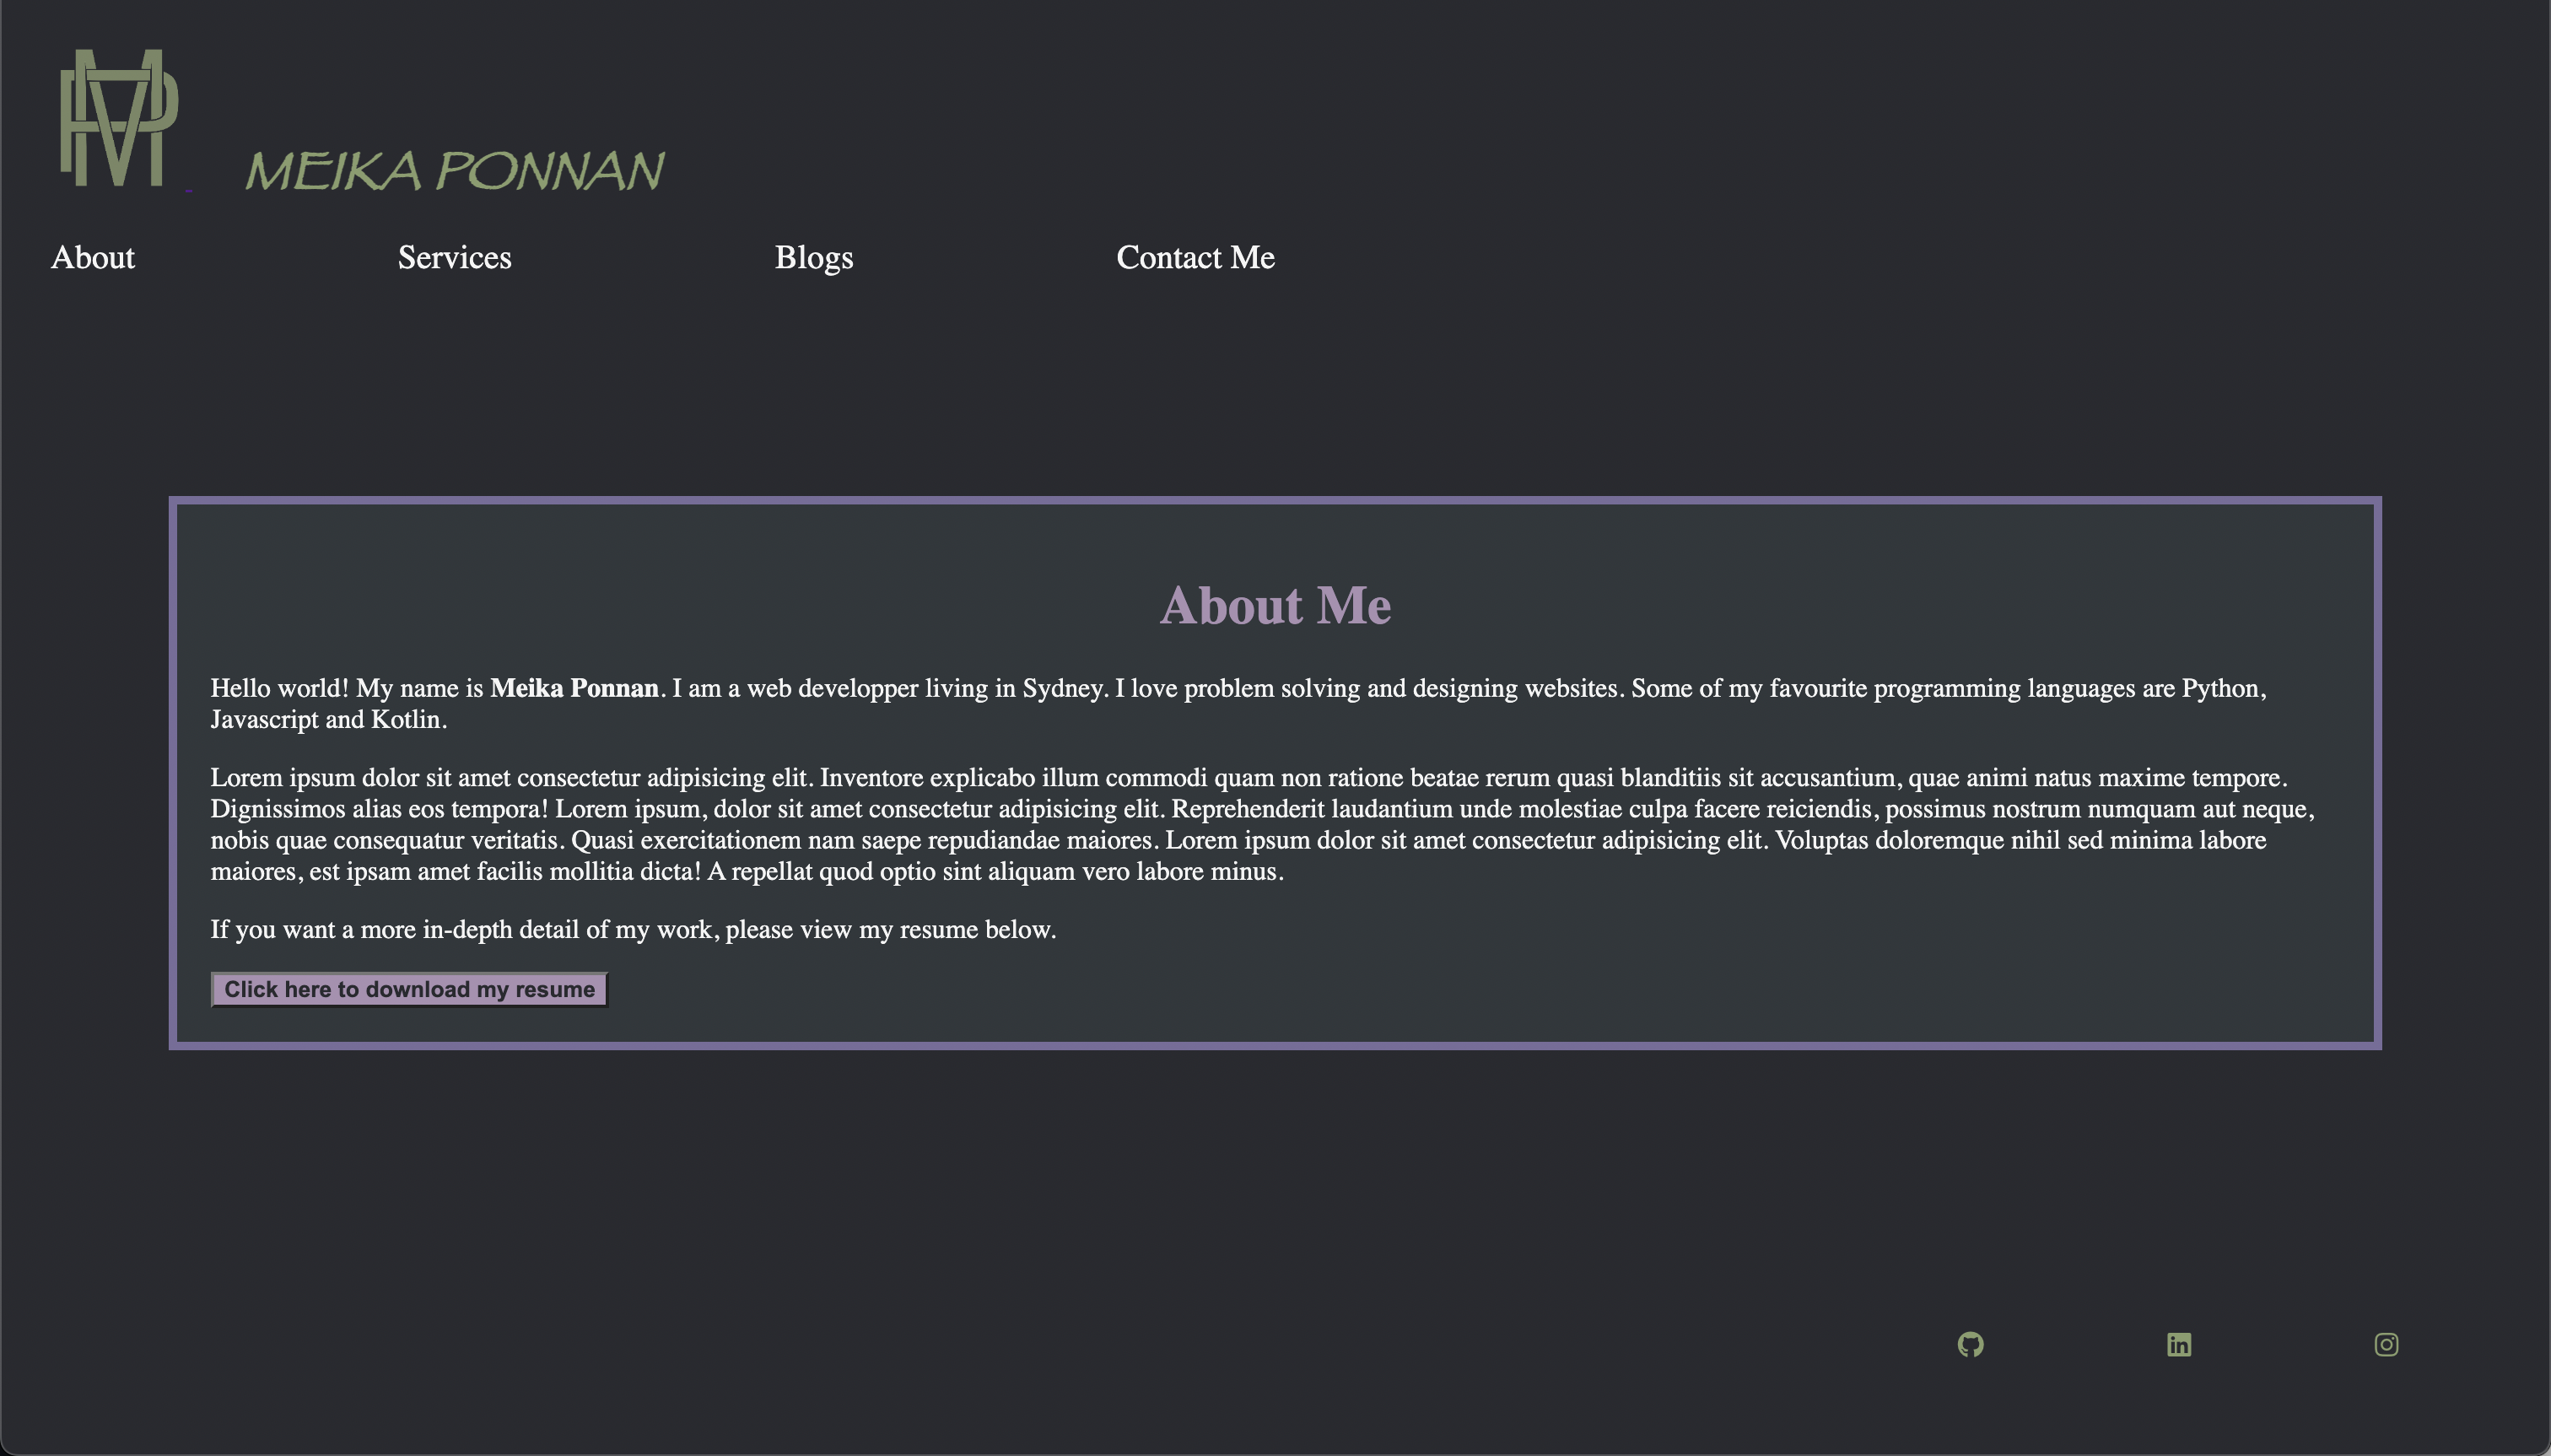 MP
MEIKA PONNAN
About
Services
Blogs
Contact Me
About Me
Hello world! My name is Meika Ponnan. I am a web developper living in Sydney. I love problem solving and designing websites. Some of my favourite programming languages are Python,
Javascript and Kotlin.
Lorem ipsum dolor sit amet consectetur adipisicing elit. Inventore explicabo illum commodi quam non ratione beatae rerum quasi blanditiis sit accusantium, quae animi natus maxime tempore.
Dignissimos alias eos tempora! Lorem ipsum, dolor sit amet consectetur adipisicing elit. Reprehenderit laudantium unde molestiae culpa facere reiciendis, possimus nostrum numquam aut neque,
nobis quae consequatur veritatis. Quasi exercitationem nam saepe repudiandae maiores. Lorem ipsum dolor sit amet consectetur adipisicing elit. Voluptas doloremque nihil sed minima labore
maiores, est ipsam amet facilis mollitia dicta! A repellat quod optio sint aliquam vero labore minus.
If you want a more in-depth detail of my work, please view my resume below.
Click here to download my resume
in